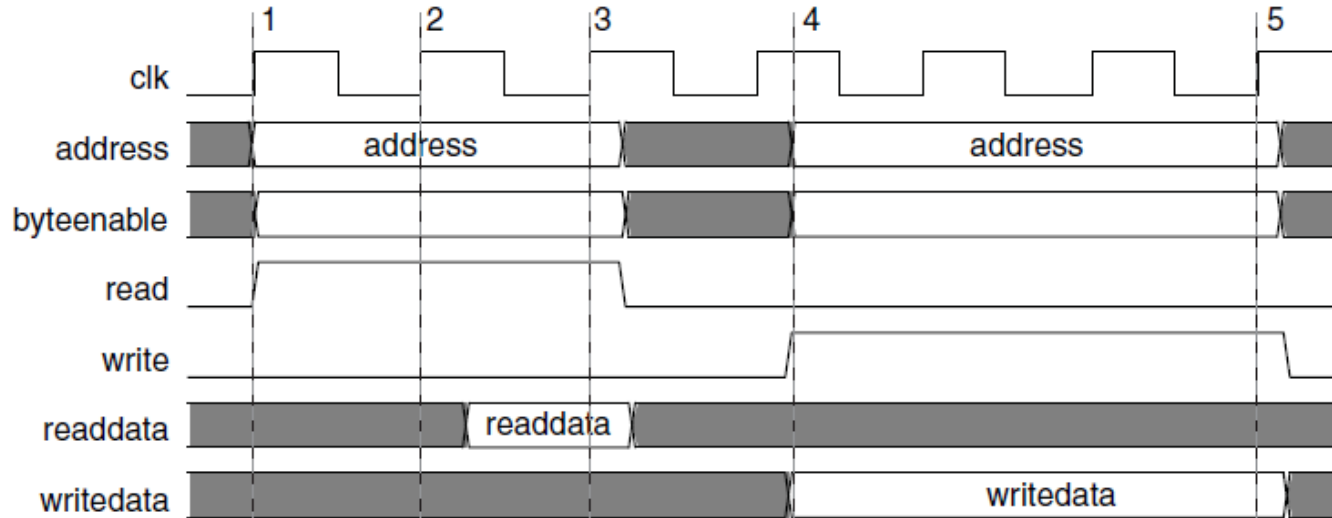 1 2 3 4 5
clk
address address address
byteenable
read
write
readdata readdata
writedata writedata